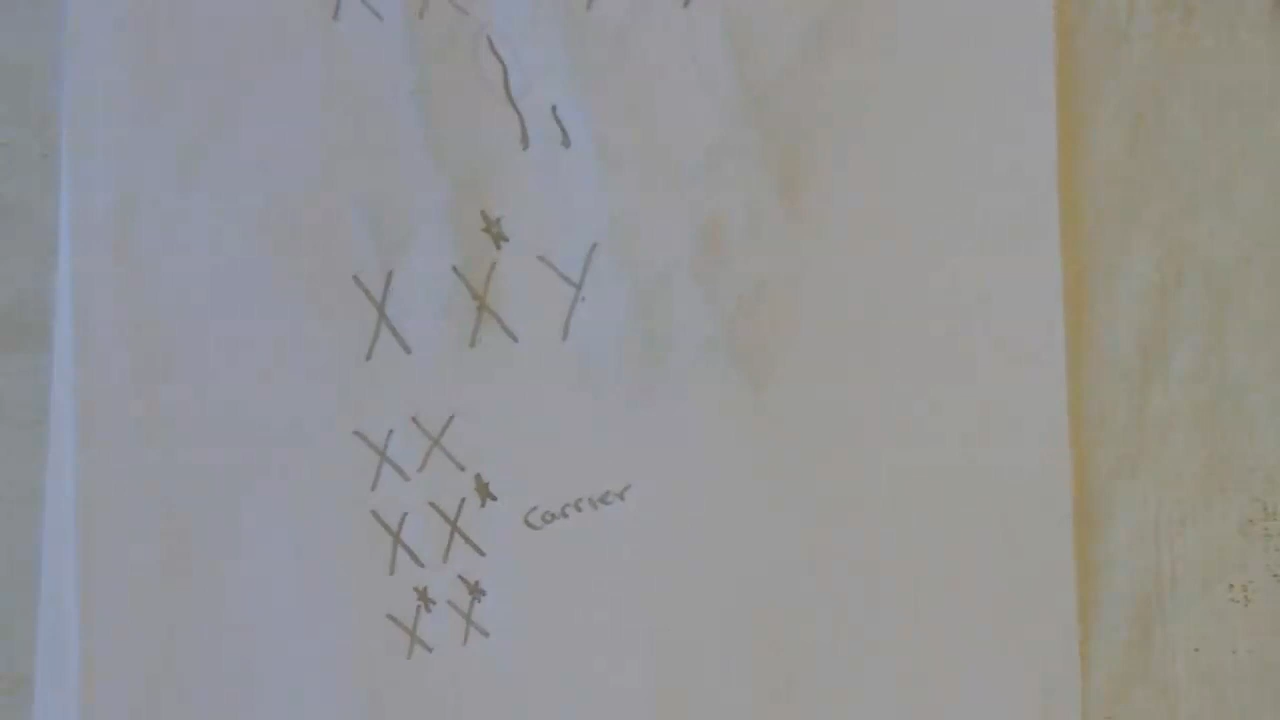 X X* Y
X X
X X* Carrier
X* X*